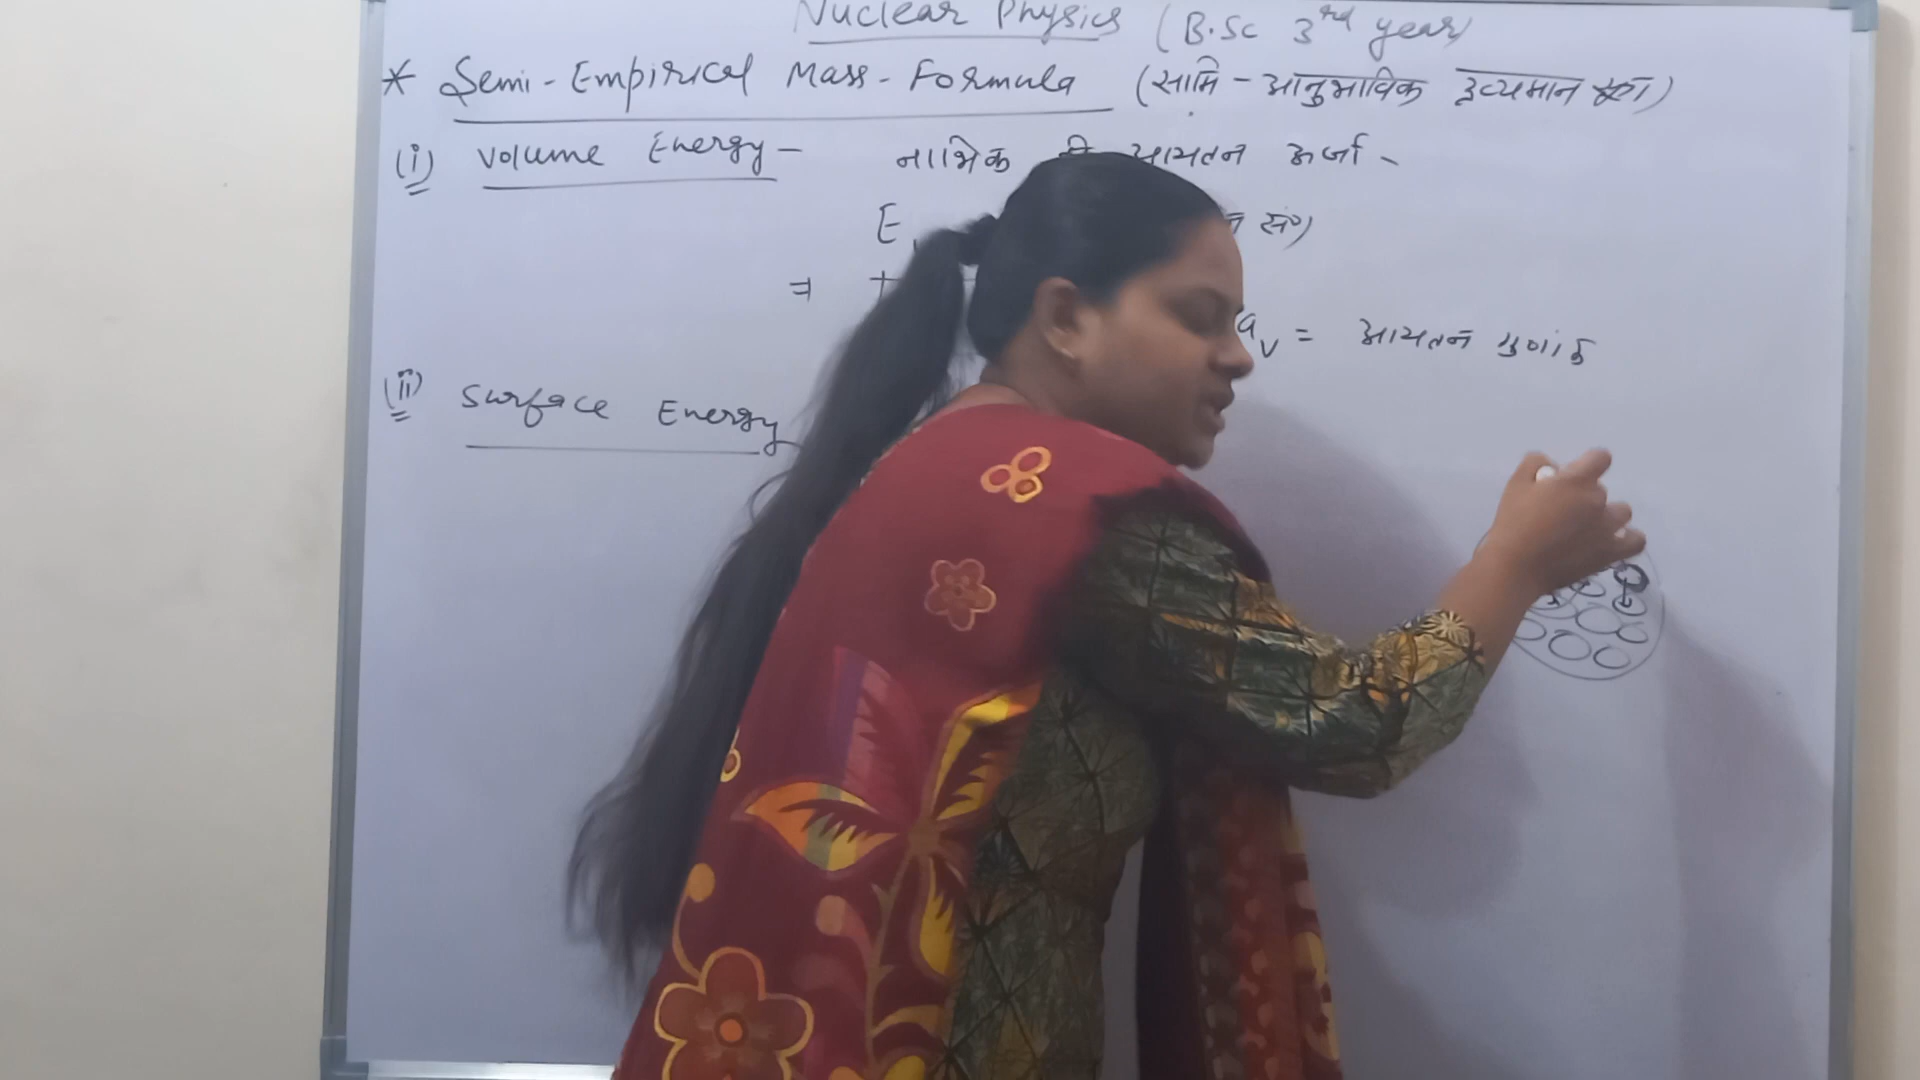 Nuclear Physics (B.Sc 3rd year)
* Semi-Empirical Mass-Formula (सामि-आनुभाविक द्रव्यमान
(i) Volume Energy - नाभिक की आयतन ऊर्जा -
E सं०)
= +
a_v = आयतन गुणांक
(ii) Surface Energy